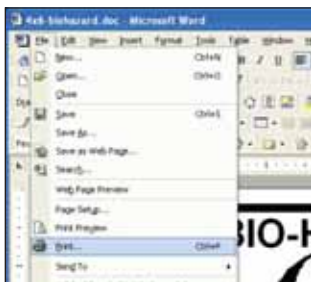 4x6-biohazard.doc - Microsoft Word
File Edit View Insert Format Tools Table Window
New... Ctrl+N
Open... Ctrl+O
Close
Save Ctrl+S
Save As...
Save as Web Page...
Search...
Web Page Preview
Page Setup...
Print Preview
Print... Ctrl+P
Send To
BIO-H